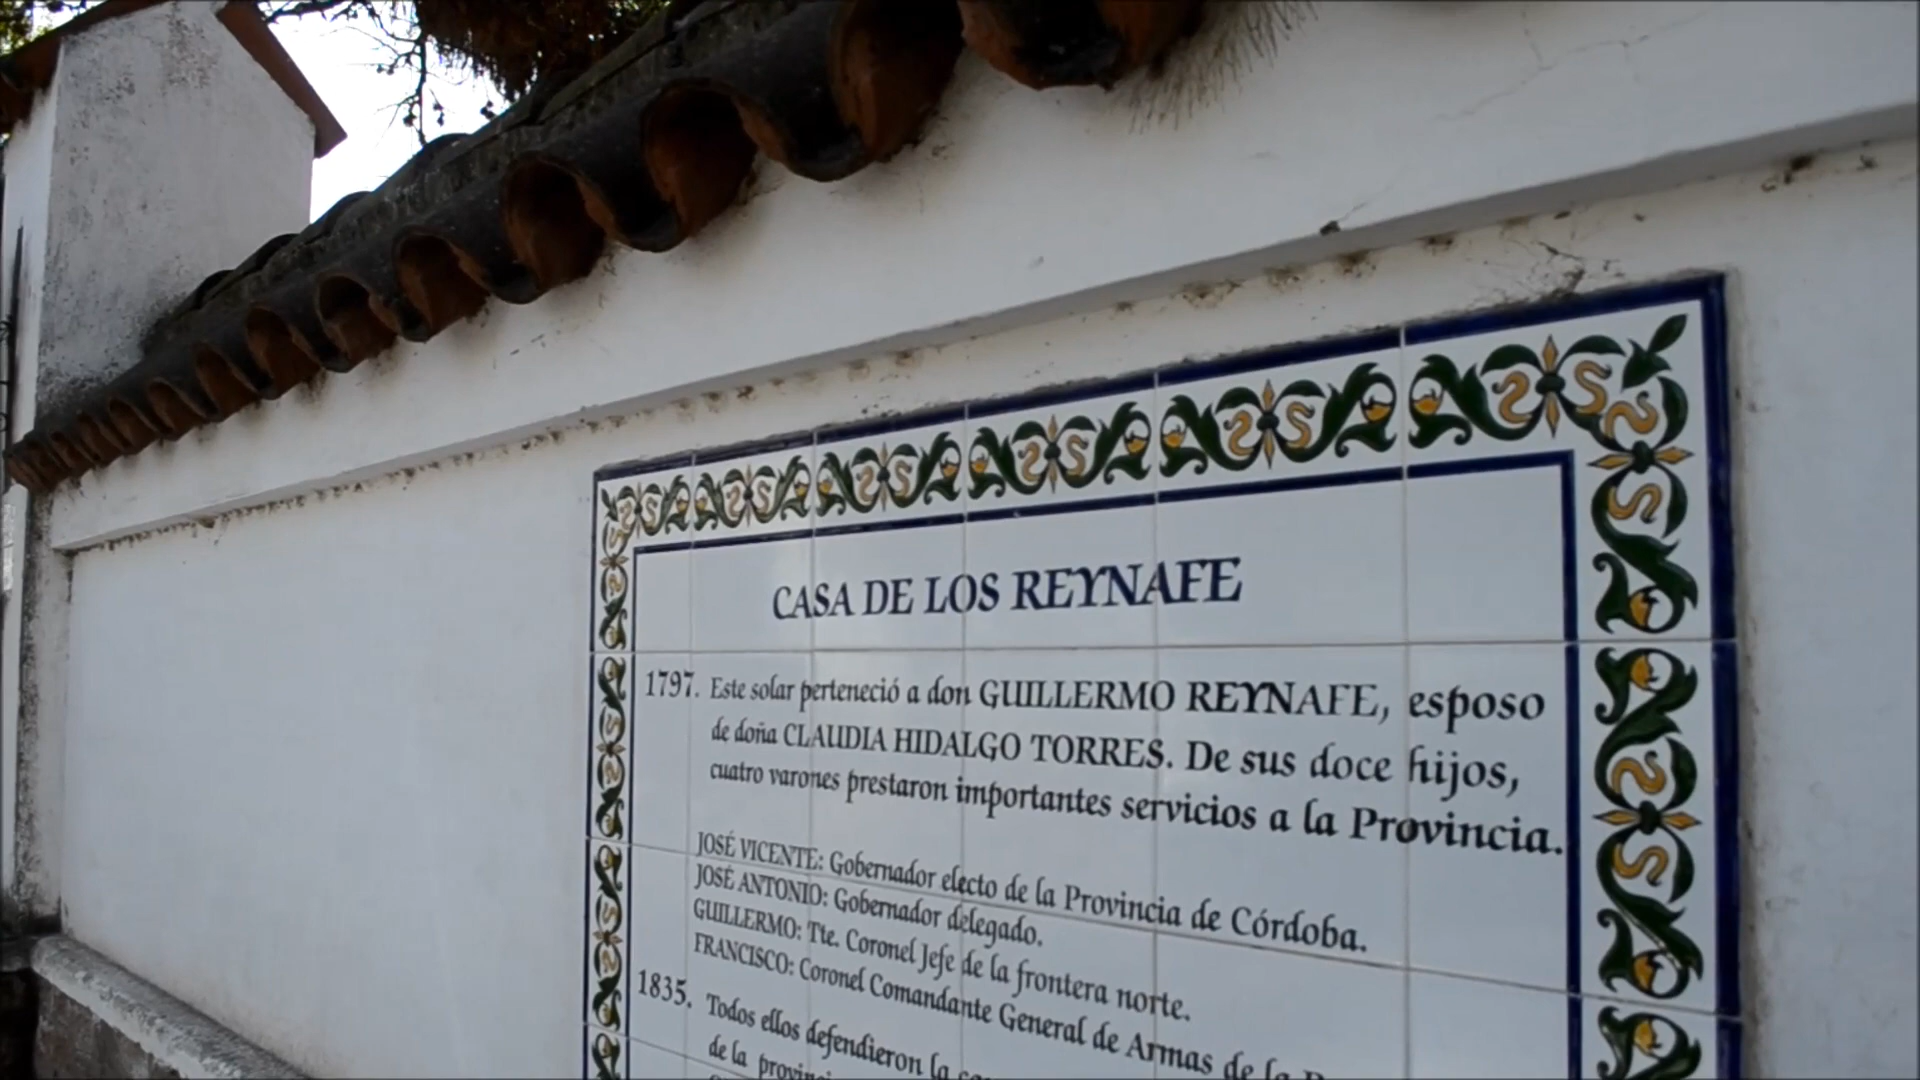 CASA DE LOS REYNAFE
1797. Este solar perteneció a don GUILLERMO REYNAFE, esposo
de doña CLAUDIA HIDALGO TORRES. De sus doce hijos,
cuatro varones prestaron importantes servicios a la Provincia.
JOSÉ VICENTE: Gobernador electo de la Provincia de Córdoba.
JOSÉ ANTONIO: Gobernador delegado.
GUILLERMO: Tte. Coronel Jefe de la frontera norte.
FRANCISCO: Coronel Comandante General de Armas de la
1835. Todos ellos defendieron la
de la